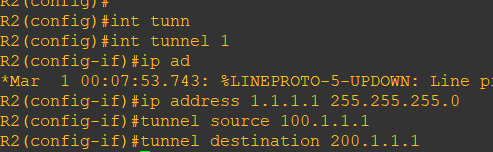 R2(config)#
R2(config)#int tunn
R2(config)#int tunnel 1
R2(config-if)#ip ad
*Mar  1 00:07:53.743: %LINEPROTO-5-UPDOWN: Line
R2(config-if)#ip address 1.1.1.1 255.255.255.0
R2(config-if)#tunnel source 100.1.1.1
R2(config-if)#tunnel destination 200.1.1.1